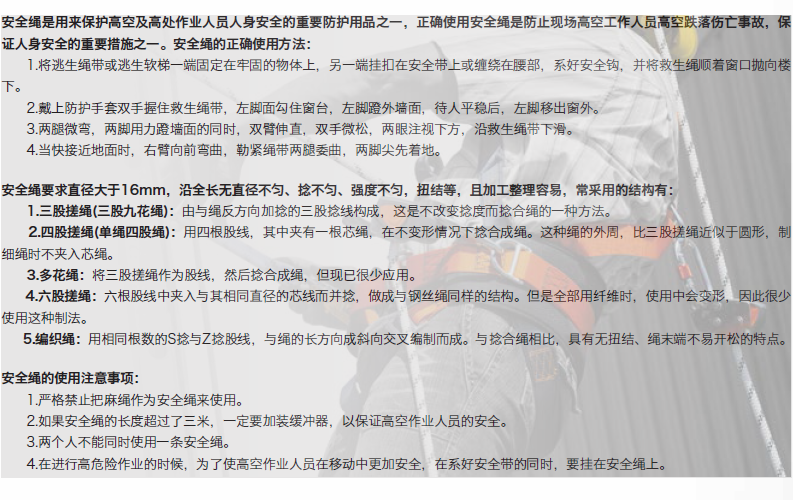 安全绳是用来保护高空及高处作业人员人身安全的重要防护用品之一，正确使用安全绳是防止现场高空工作人员高空跌落伤亡事故，保
证人身安全的重要措施之一。安全绳的正确使用方法：
1.将逃生绳带或逃生软梯一端固定在牢固的物体上，另一端挂扣在安全带上或缠绕在腰部，系好安全钩，并将救生绳顺着窗口抛向楼
下。
2.戴上防护手套双手握住救生绳带，左脚面勾住窗台，左脚蹬外墙面，待人平稳后，左脚移出窗外。
3.两腿微弯，两脚用力蹬墙面的同时，双臂伸直，双手微松，两眼注视下方，沿救生绳带下滑。
4.当快接近地面时，右臂向前弯曲，勒紧绳带两腿委曲，两脚尖先着地。
安全绳要求直径大于16mm，沿全长无直径不匀、捻不匀、强度不匀，扭结等，且加工整理容易，常采用的结构有：
1.三股搓绳(三股九花绳)：由与绳反方向加捻的三股捻线构成，这是不改变捻度而捻合绳的一种方法。
2.四股搓绳(单绳四股绳)：用四根股线，其中夹有一根芯绳，在不变形情况下捻合成绳。这种绳的外周，比三股搓绳近似于圆形，制
细绳时不夹入芯绳。
3.多花绳：将三股搓绳作为股线，然后捻合成绳，但现已很少应用。
4.六股搓绳：六根股线中夹入与其相同直径的芯线而并捻，做成与钢丝绳同样的结构。但是全部用纤维时，使用中会变形，因此很少
使用这种制法。
5.编织绳：用相同根数的S捻与Z捻股线，与绳的长方向成斜向交叉编制而成。与捻合绳相比，具有无扭结、绳末端不易开松的特点。
安全绳的使用注意事项：
1.严格禁止把麻绳作为安全绳来使用。
2.如果安全绳的长度超过了三米，一定要加装缓冲器，以保证高空作业人员的安全。
3.两个人不能同时使用一条安全绳。
4.在进行高危险作业的时候，为了使高空作业人员在移动中更加安全，在系好安全带的同时，要挂在安全绳上。